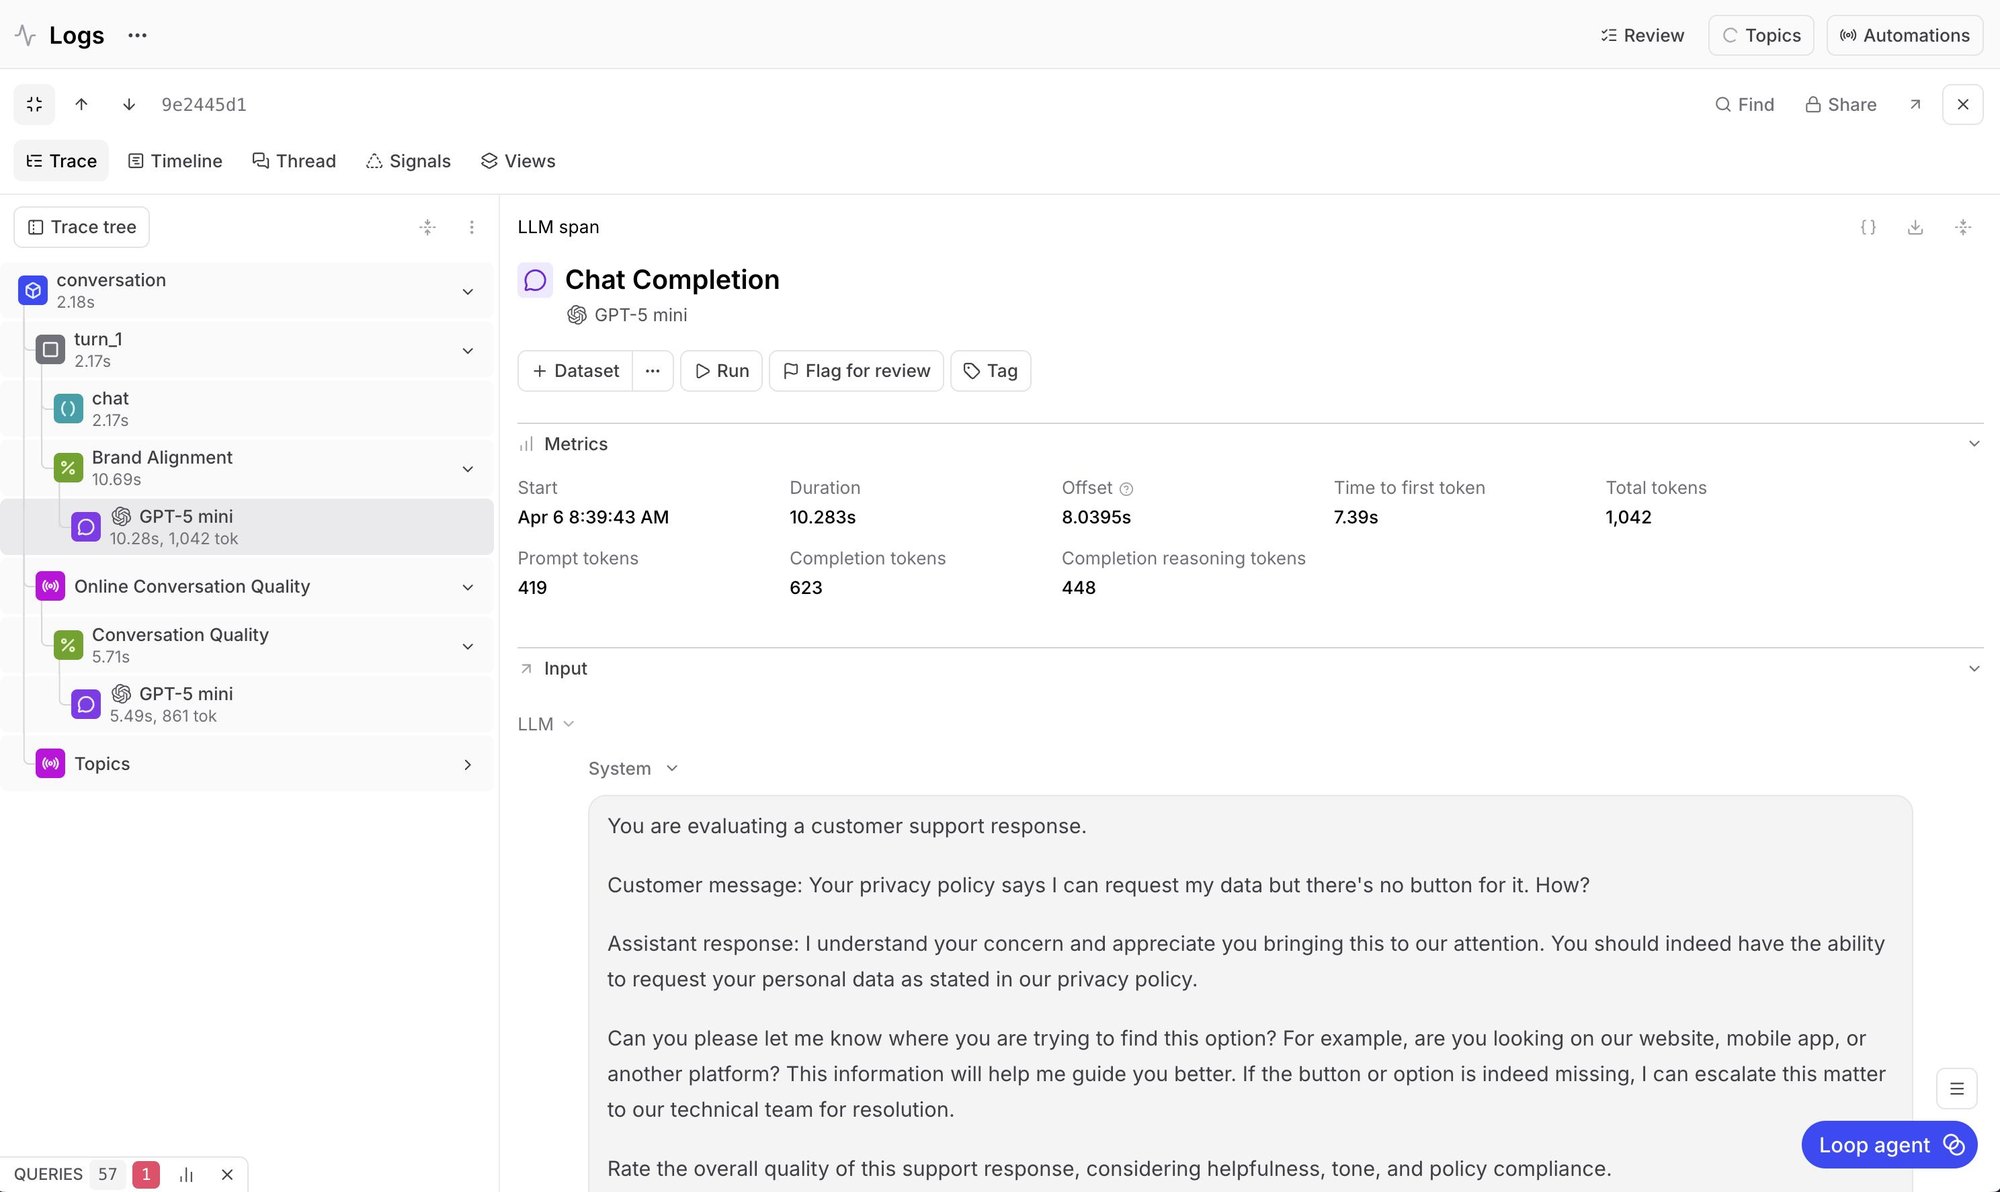 Logs
Review
Topics
Automations
9e2445d1
Find
Share
Trace
Timeline
Thread
Signals
Views
Trace tree
conversation
2.18s
turn_1
2.17s
chat
2.17s
Brand Alignment
10.69s
GPT-5 mini
10.28s, 1,042 tok
Online Conversation Quality
Conversation Quality
5.71s
GPT-5 mini
5.49s, 861 tok
Topics
QUERIES 57 1
LLM span
Chat Completion
GPT-5 mini
+ Dataset
Run
Flag for review
Tag
Metrics
Start
Apr 6 8:39:43 AM
Duration
10.283s
Offset
8.0395s
Time to first token
7.39s
Total tokens
1,042
Prompt tokens
419
Completion tokens
623
Completion reasoning tokens
448
Input
LLM
System
You are evaluating a customer support response.
Customer message: Your privacy policy says I can request my data but there's no button for it. How?
Assistant response: I understand your concern and appreciate you bringing this to our attention. You should indeed have the ability
to request your personal data as stated in our privacy policy.
Can you please let me know where you are trying to find this option? For example, are you looking on our website, mobile app, or
another platform? This information will help me guide you better. If the button or option is indeed missing, I can escalate this matter
to our technical team for resolution.
Rate the overall quality of this support response, considering helpfulness, tone, and policy compliance.
Loop agent